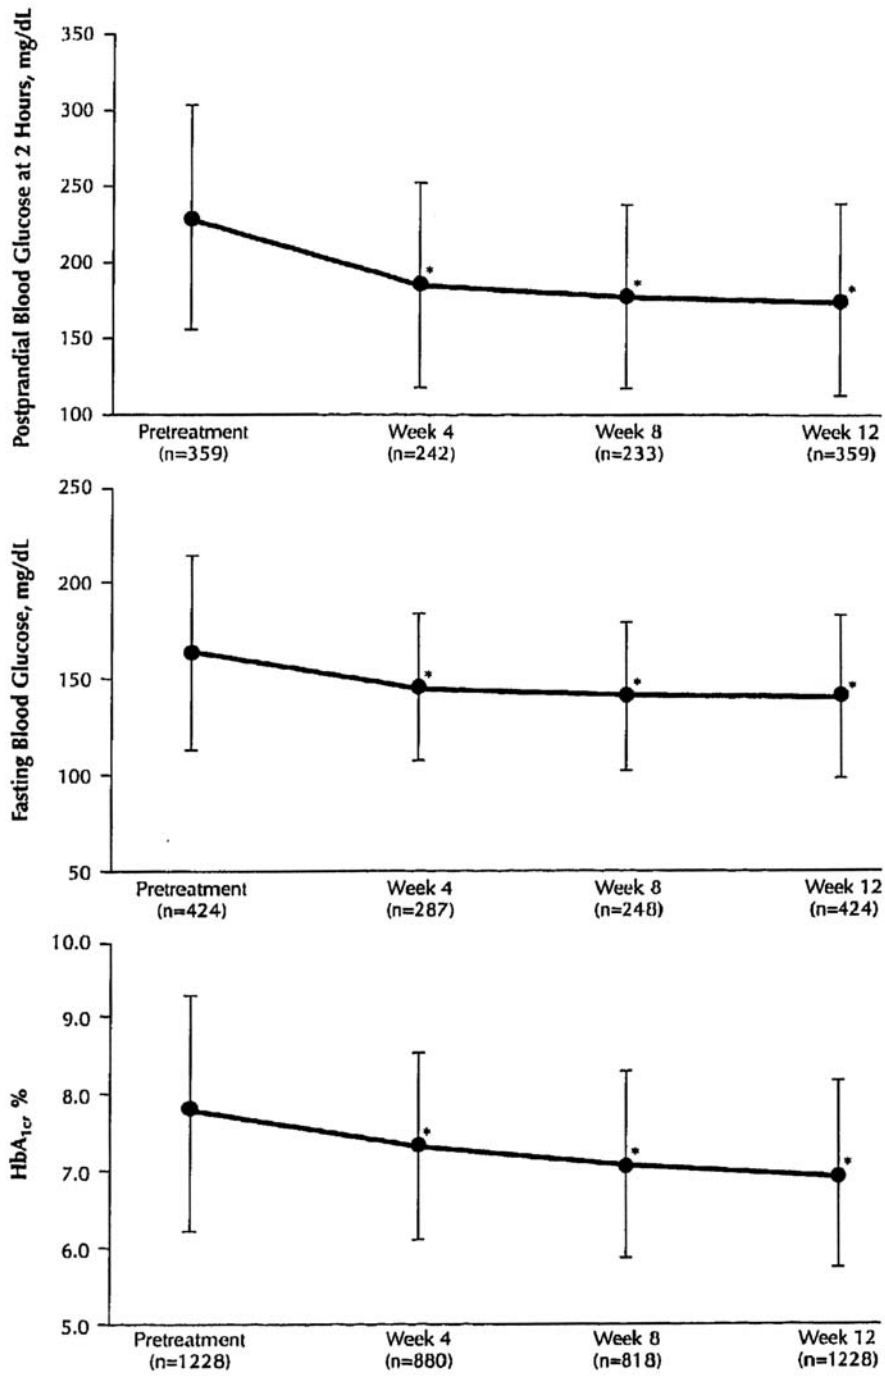 Postprandial Blood Glucose at 2 Hours, mg/dL
350
300
250
200
150
100
*
*
*
Pretreatment Week 4 Week 8 Week 12
(n=359) (n=242) (n=233) (n=359)
Fasting Blood Glucose, mg/dL
250
200
150
100
50
*
*
*
Pretreatment Week 4 Week 8 Week 12
(n=424) (n=287) (n=248) (n=424)
HbA1c, %
10.0
9.0
8.0
7.0
6.0
5.0
*
*
*
Pretreatment Week 4 Week 8 Week 12
(n=1228) (n=880) (n=818) (n=1228)